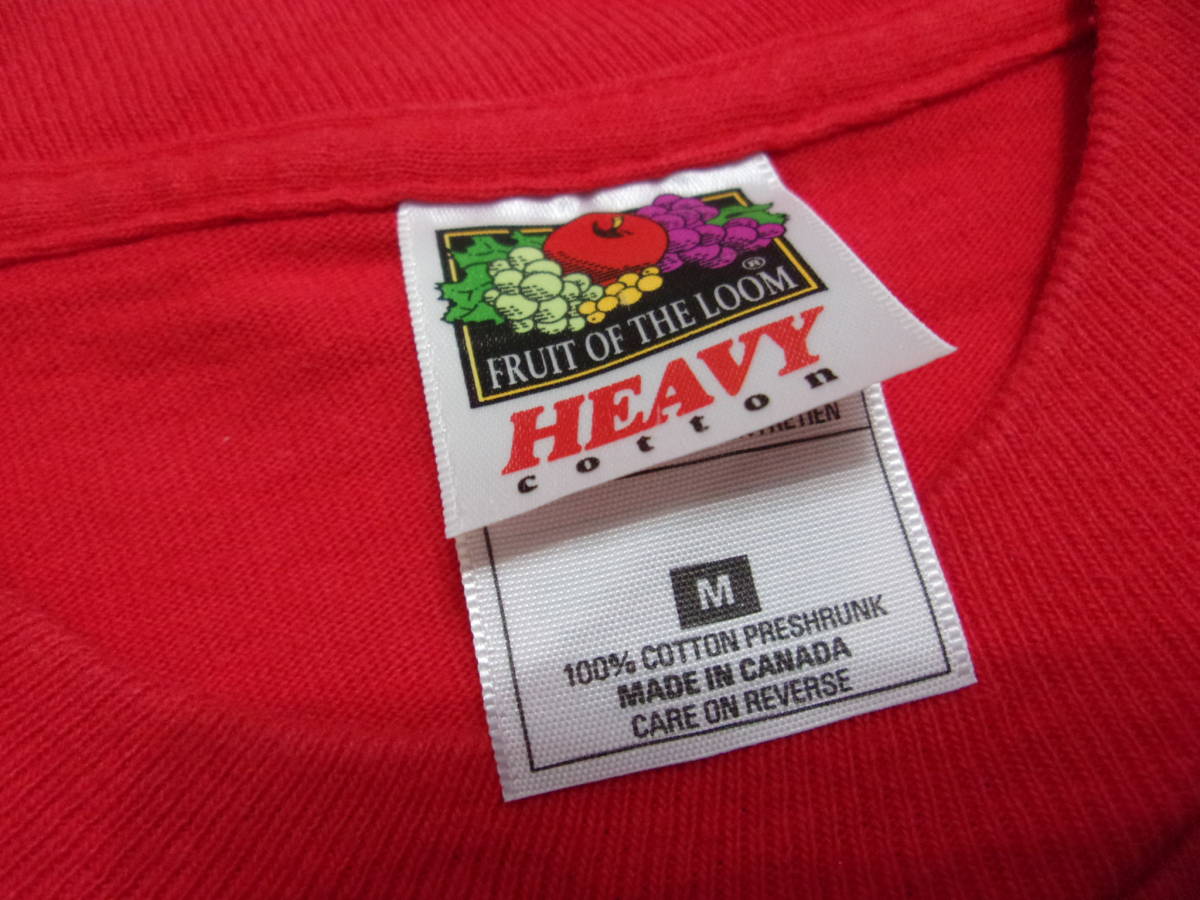 FRUIT OF THE LOOM ®
HEAVY
cotton
M
100% COTTON PRESHRUNK
MADE IN CANADA
CARE ON REVERSE